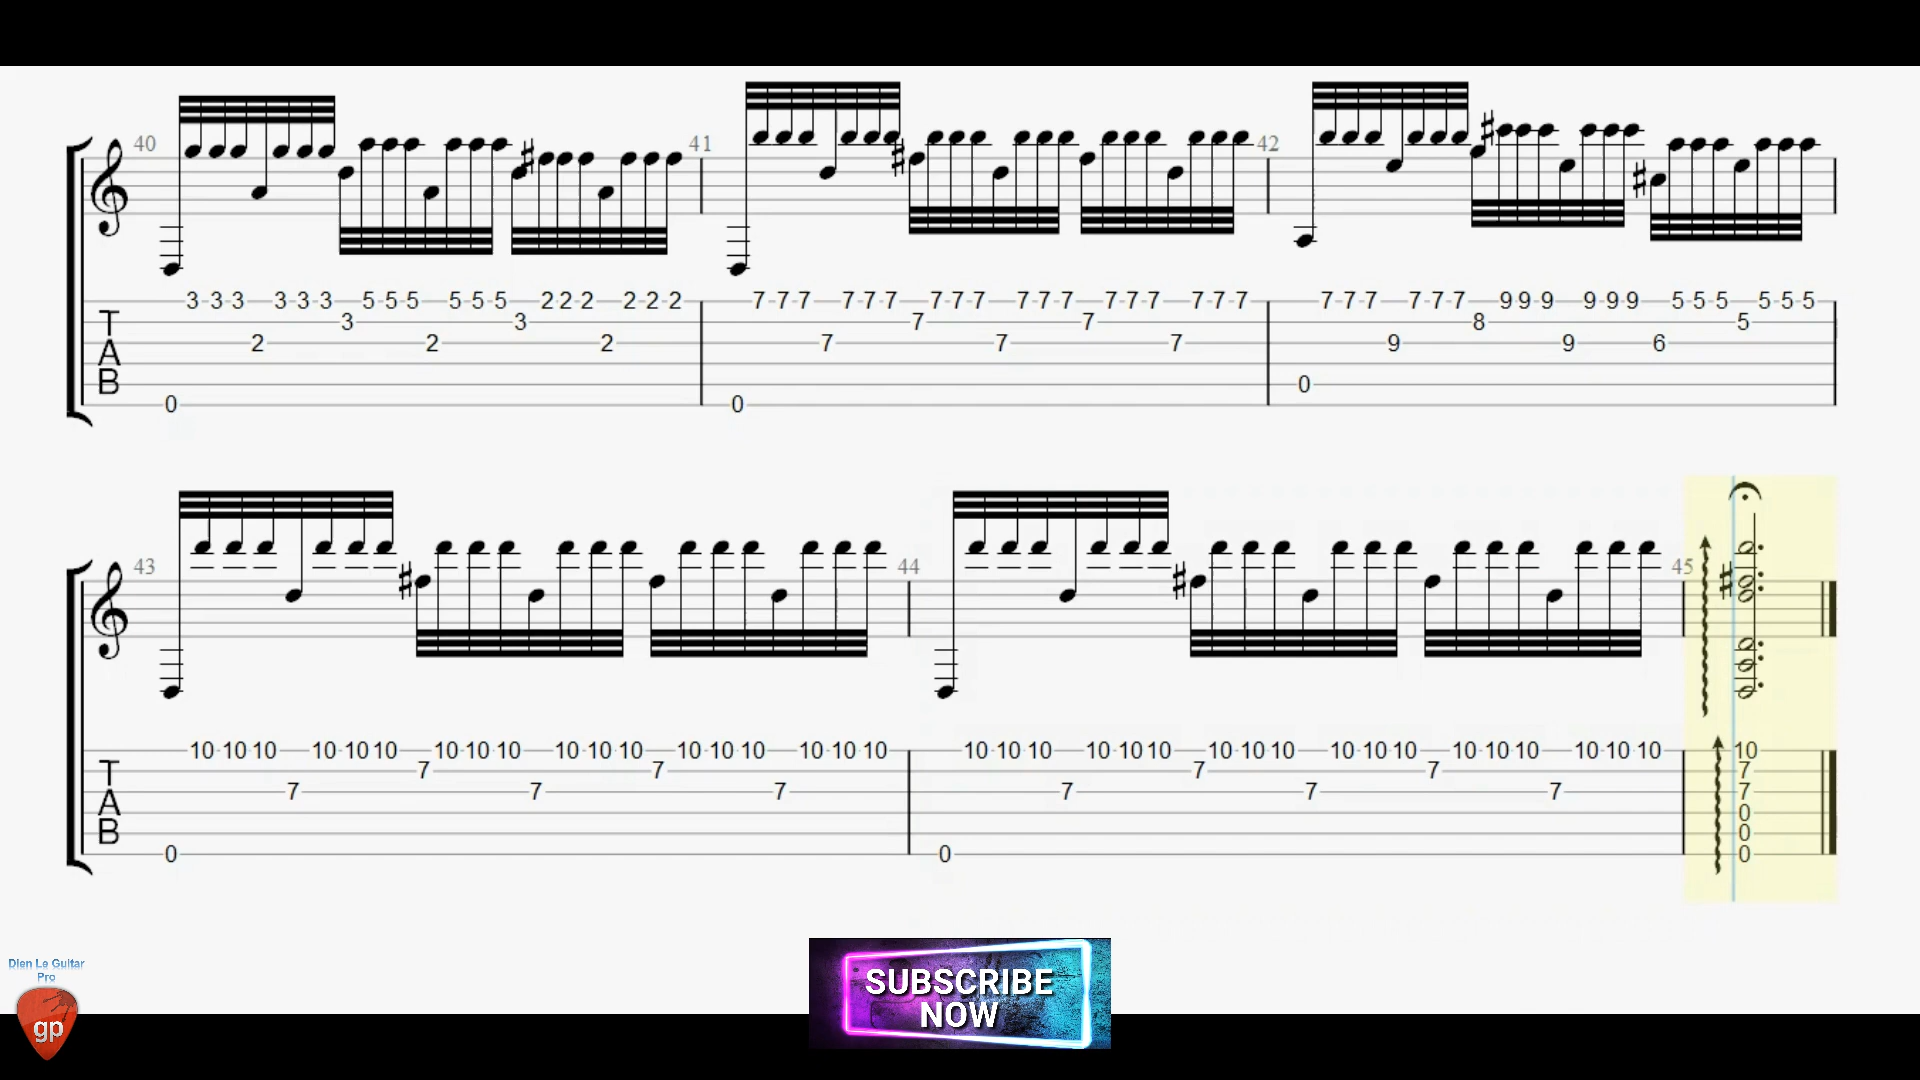 40 41 42
3 3 3 3 3 3 5 5 5 5 5 5 2 2 2 2 2 2 7 7 7 7 7 7 7 7 7 7 7 7 7 7 7 7 7 7 7 7 7 7 7 7 9 9 9 9 9 9 5 5 5 5 5 5
T 3 3 7 7 8 5
A 2 2 2 7 7 7 9 9 6
B 0
0 0
43 44 45
10 10 10 10 10 10 10 10 10 10 10 10 10 10 10 10 10 10 10 10 10 10 10 10 10 10 10 10 10 10 10 10 10 10 10 10 10
T 7 7 7 7 7
A 7 7 7 7 7 7 7
0
B 0
0 0 0
Dien Le Guitar
Pro
gp
SUBSCRIBE
NOW